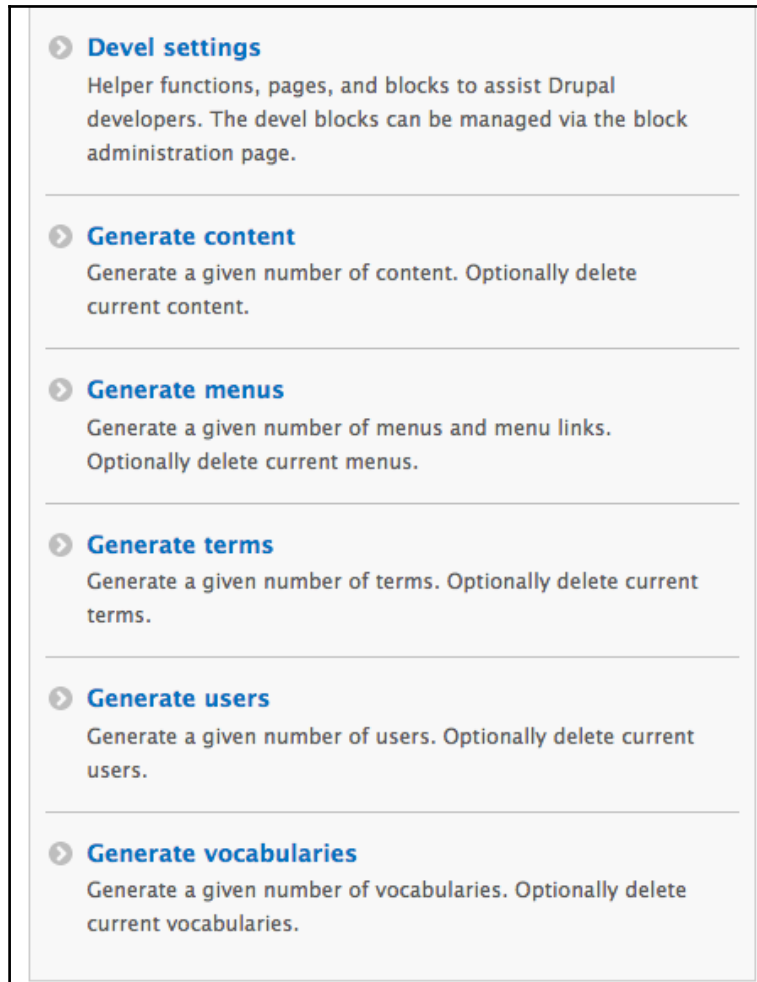 Devel settings
Helper functions, pages, and blocks to assist Drupal
developers. The devel blocks can be managed via the block
administration page.
Generate content
Generate a given number of content. Optionally delete
current content.
Generate menus
Generate a given number of menus and menu links.
Optionally delete current menus.
Generate terms
Generate a given number of terms. Optionally delete current
terms.
Generate users
Generate a given number of users. Optionally delete current
users.
Generate vocabularies
Generate a given number of vocabularies. Optionally delete
current vocabularies.